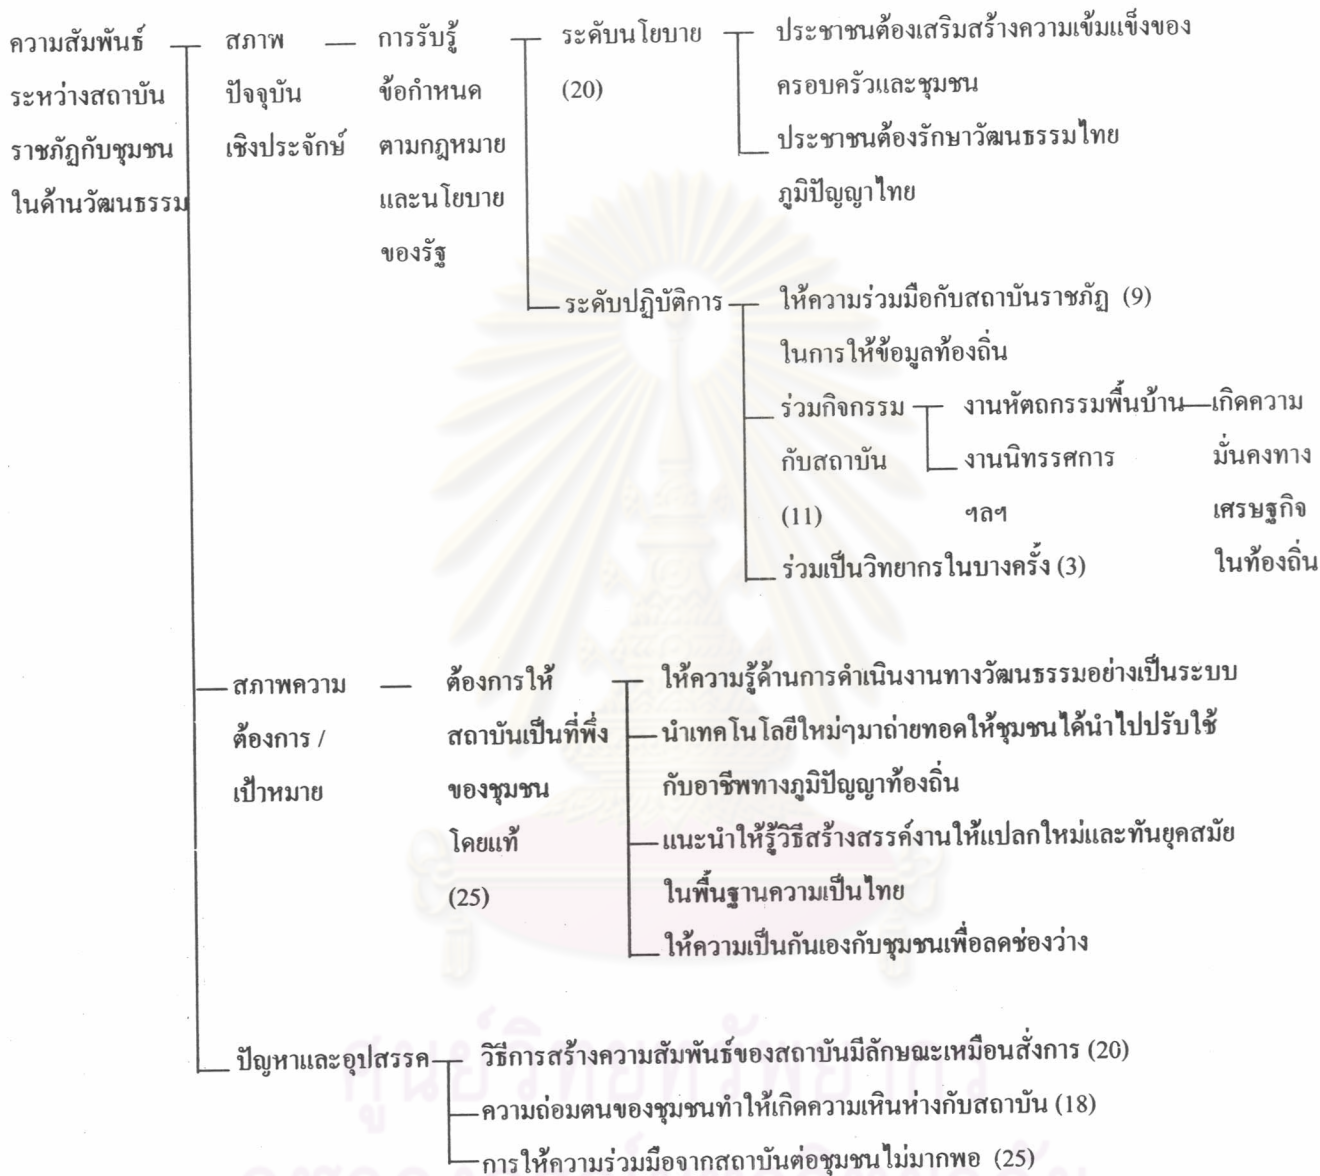 ความสัมพันธ์
ระหว่างสถาบัน
ราชภัฏกับชุมชน
ในด้านวัฒนธรรม
สภาพ
ปัจจุบัน
เชิงประจักษ์
การรับรู้
ข้อกำหนด
ตามกฎหมาย
และนโยบาย
ของรัฐ
ระดับนโยบาย
(20)
ประชาชนต้องเสริมสร้างความเข้มแข็งของ
ครอบครัวและชุมชน
ประชาชนต้องรักษาวัฒนธรรมไทย
ภูมิปัญญาไทย
ระดับปฏิบัติการ
ให้ความร่วมมือกับสถาบันราชภัฏ (9)
ในการให้ข้อมูลท้องถิ่น
ร่วมกิจกรรม
กับสถาบัน
(11)
งานหัตถกรรมพื้นบ้าน
งานนิทรรศการ
ฯลฯ
เกิดความ
มั่นคงทาง
เศรษฐกิจ
ในท้องถิ่น
ร่วมเป็นวิทยากรในบางครั้ง (3)
สภาพความ
ต้องการ /
เป้าหมาย
ต้องการให้
สถาบันเป็นที่พึ่ง
ของชุมชน
โดยแท้
(25)
ให้ความรู้ด้านการดำเนินงานทางวัฒนธรรมอย่างเป็นระบบ
นำเทคโนโลยีใหม่ๆมาถ่ายทอดให้ชุมชนได้นำไปปรับใช้
กับอาชีพทางภูมิปัญญาท้องถิ่น
แนะนำให้รู้วิธีสร้างสรรค์งานให้แปลกใหม่และทันยุคสมัย
ในพื้นฐานความเป็นไทย
ให้ความเป็นกันเองกับชุมชนเพื่อลดช่องว่าง
ปัญหาและอุปสรรค
วิธีการสร้างความสัมพันธ์ของสถาบันมีลักษณะเหมือนสั่งการ (20)
ความถ่อมตนของชุมชนทำให้เกิดความเหินห่างกับสถาบัน (18)
การให้ความร่วมมือจากสถาบันต่อชุมชนไม่มากพอ (25)
ศูนย์วิทยทรัพยากร